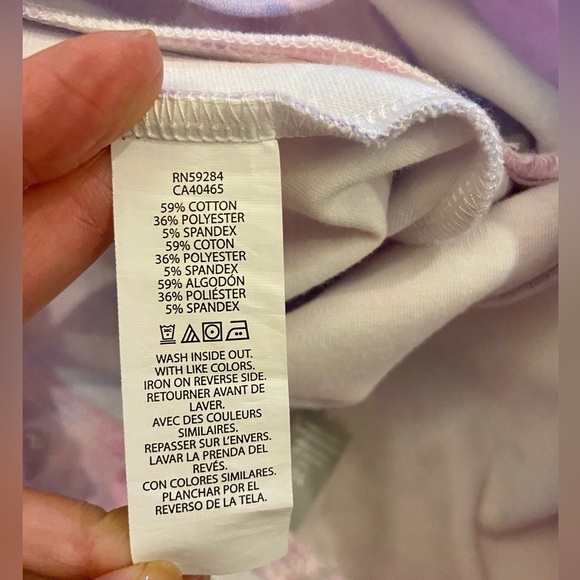 RN59284
CA40465
59% COTTON
36% POLYESTER
5% SPANDEX
59% COTON
36% POLYESTER
5% SPANDEX
59% ALGODÓN
36% POLIÉSTER
5% SPANDEX
WASH INSIDE OUT.
WITH LIKE COLORS.
IRON ON REVERSE SIDE.
RETOURNER AVANT DE
LAVER.
AVEC DES COULEURS
SIMILAIRES.
REPASSER SUR L'ENVERS.
LAVAR LA PRENDA DEL
REVÉS.
CON COLORES SIMILARES.
PLANCHAR POR EL
REVERSO DE LA TELA.